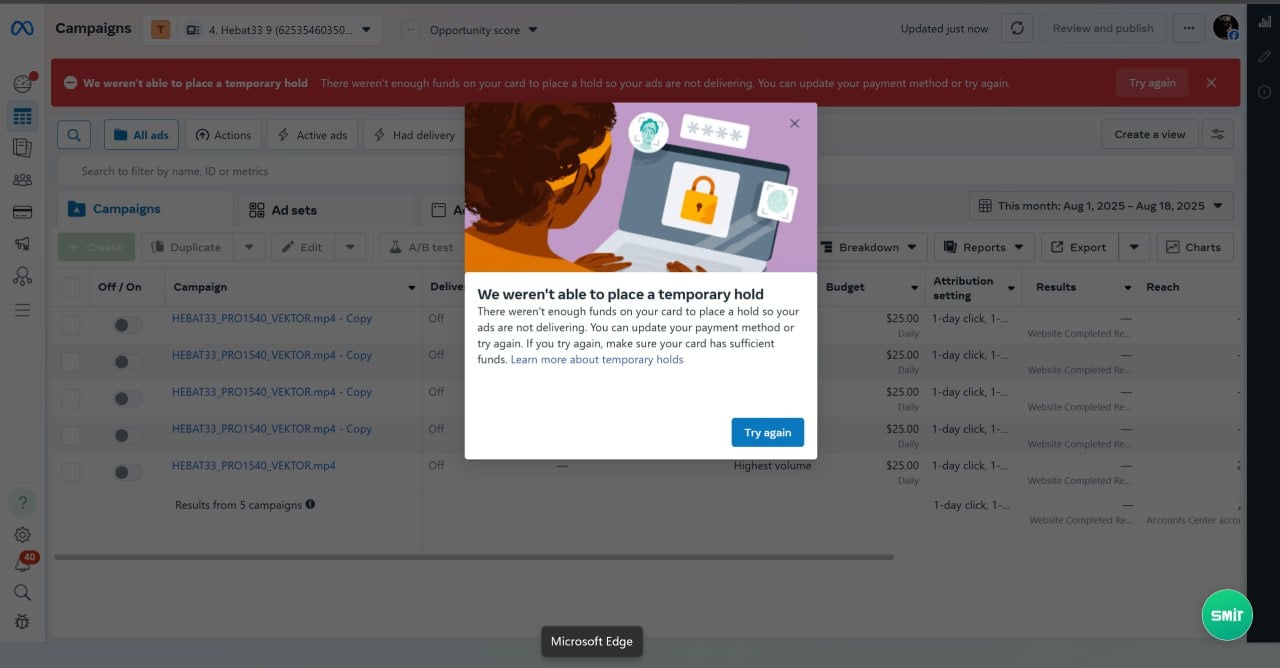 Campaigns
T
4. Hebat33 9 (62535460350...
Opportunity score
Updated just now
Review and publish
We weren't able to place a temporary hold There weren't enough funds on your card to place a hold so your ads are not delivering. You can update your payment method or try again.
Try again
All ads
Actions
Active ads
Had delivery
Create a view
Search to filter by name, ID or metrics
Campaigns
Ad sets
This month: Aug 1, 2025 – Aug 18, 2025
+ Create
Duplicate
Edit
A/B test
Breakdown
Reports
Export
Charts
Off / On
Campaign
Budget
Attribution
setting
Results
Reach
HEBAT33_PRO1540_VEKTOR.mp4 - Copy
Off
$25.00
Daily
1-day click, 1-...
—
Website Completed Re...
HEBAT33_PRO1540_VEKTOR.mp4 - Copy
Off
$25.00
Daily
1-day click, 1-...
—
Website Completed Re...
HEBAT33_PRO1540_VEKTOR.mp4 - Copy
Off
$25.00
Daily
1-day click, 1-...
—
Website Completed Re...
HEBAT33_PRO1540_VEKTOR.mp4 - Copy
Off
$25.00
Daily
1-day click, 1-...
—
Website Completed Re...
HEBAT33_PRO1540_VEKTOR.mp4
Off
—
Highest volume
$25.00
Daily
1-day click, 1-...
—
Website Completed Re...
Results from 5 campaigns
1-day click, 1-...
—
Website Completed Re...
****
We weren't able to place a temporary hold
There weren't enough funds on your card to place a hold so your
ads are not delivering. You can update your payment method or
try again. If you try again, make sure your card has sufficient
funds. Learn more about temporary holds
Try again
40
SMIT
Microsoft Edge